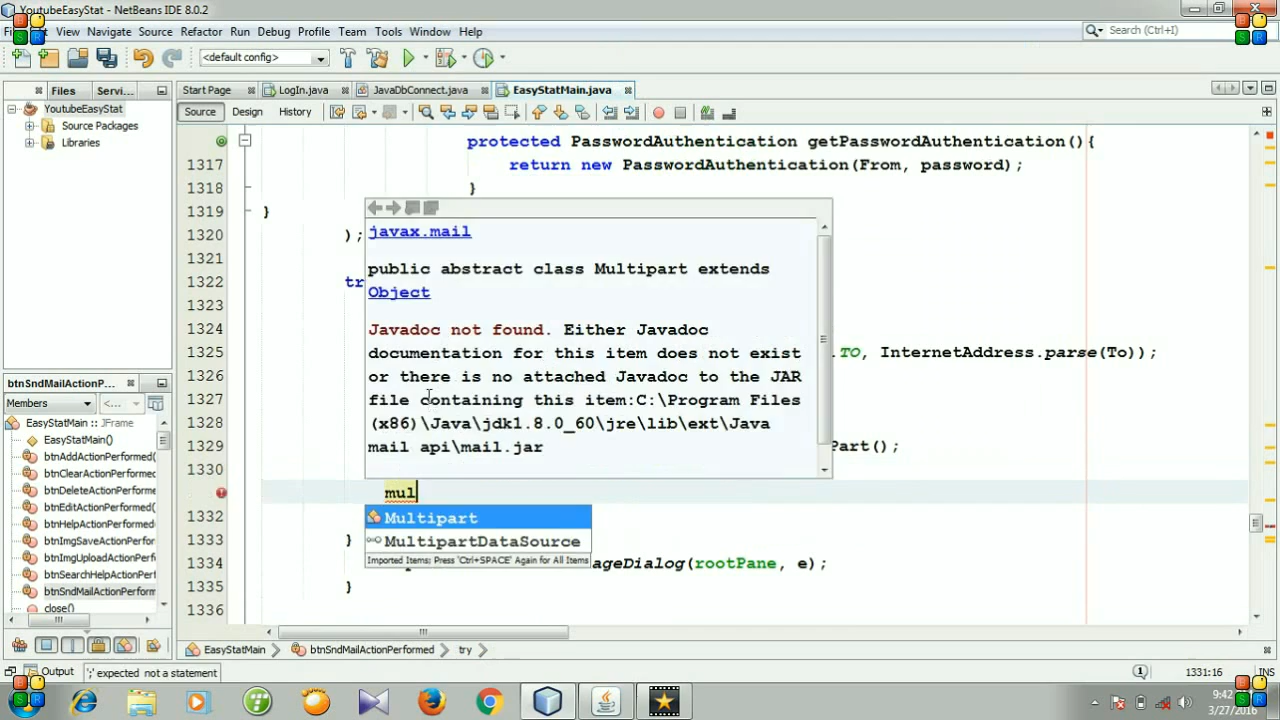 YoutubeEasyStat - NetBeans IDE 8.0.2
View Navigate Source Refactor Run Debug Profile Team Tools Window Help
Search (Ctrl+I)
<default config>
Files Servi...
Start Page LogIn.java JavaDbConnect.java EasyStatMain.java
YoutubeEasyStat
Source Packages
Libraries
Source Design History
protected PasswordAuthentication getPasswordAuthentication(){
1317 return new PasswordAuthentication(From, password);
1318 }
1319 }
1320 );
1321
1322 tr
1323
1324
1325 .TO, InternetAddress.parse(To));
1326
1327
1328
1329 Part();
1330
mul
1332
}
1334 ageDialog(rootPane, e);
1335 }
1336
javax.mail
public abstract class Multipart extends
Object
Javadoc not found. Either Javadoc
documentation for this item does not exist
or there is no attached Javadoc to the JAR
file containing this item:C:\Program Files
(x86)\Java\jdk1.8.0_60\jre\lib\ext\Java
mail api\mail.jar
Multipart
MultipartDataSource
Imported Items; Press 'Ctrl+SPACE' Again for All Items
btnSndMailActionP...
Members <...
EasyStatMain :: JFrame
EasyStatMain()
btnAddActionPerformed
btnClearActionPerformed
btnDeleteActionPerforme
btnEditActionPerformed(
btnHelpActionPerformed
btnImgSaveActionPerfor
btnImgUploadActionPerf
btnSearchHelpActionPerf
btnSndMailActionPerform
close()
EasyStatMain btnSndMailActionPerformed try
Output ';' expected not a statement
1 1331:16 INS
9:42
3/27/2016